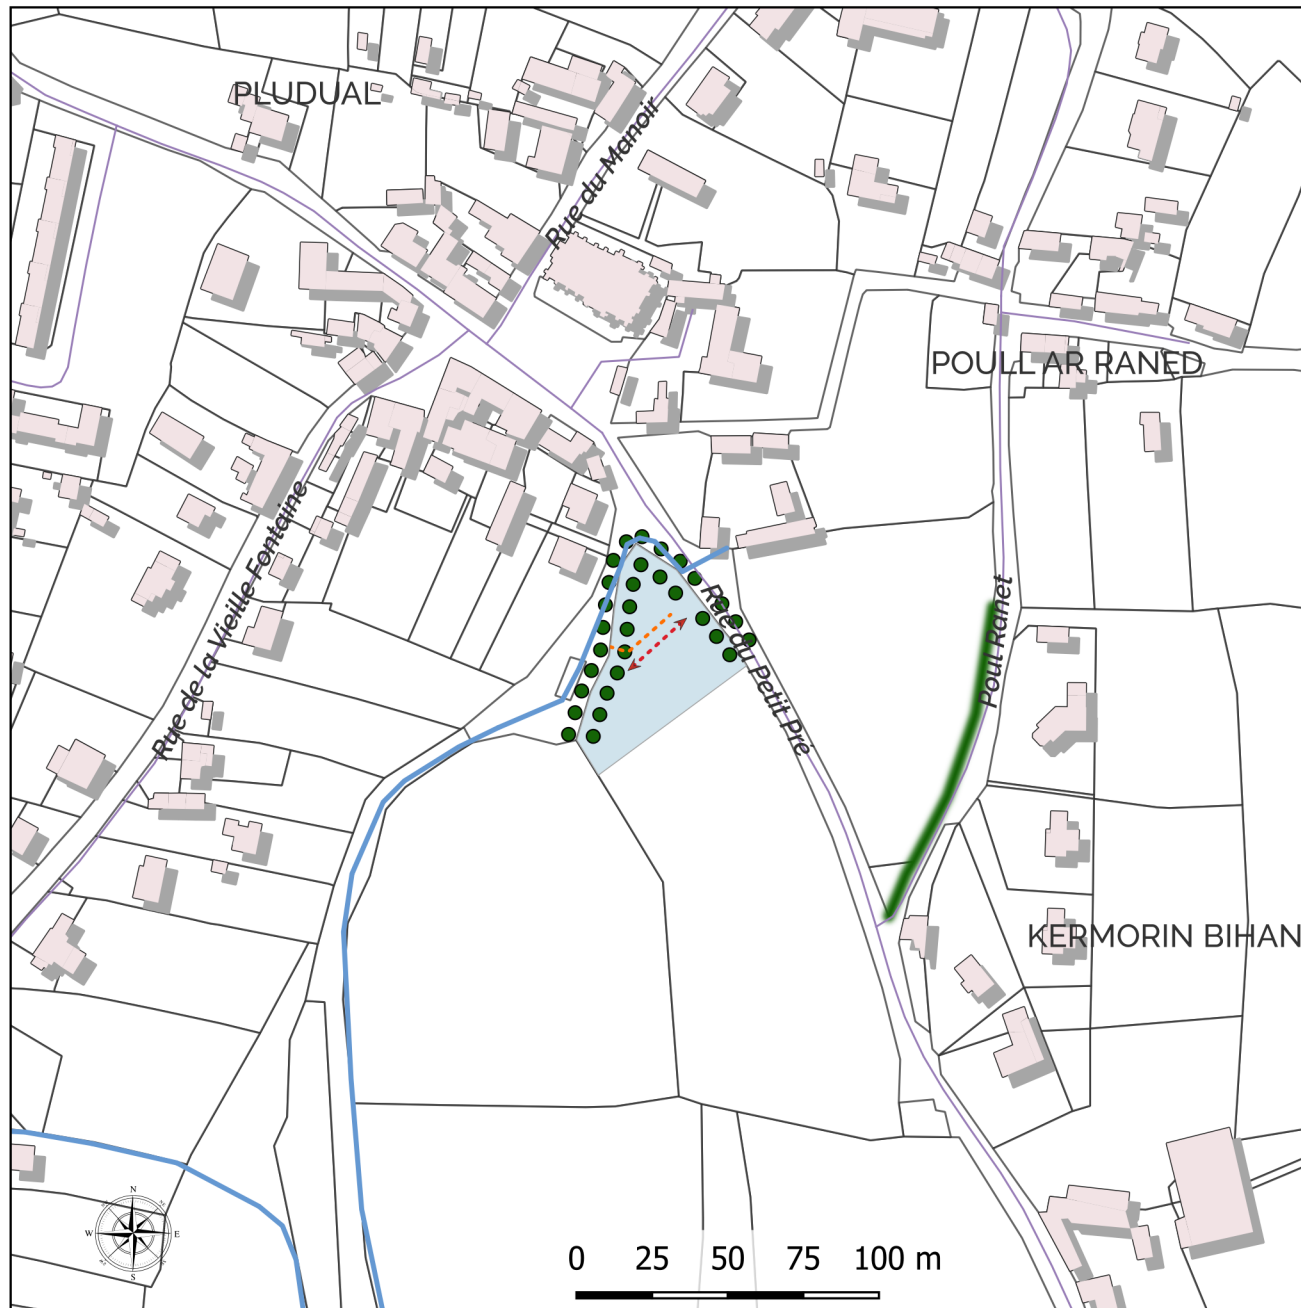 PLUDUAL
Rue du Manoir
POULL AR RANED
Rue de la Vieille Fontaine
Poul Ranet
Rue du Petit Pré
KERMORIN BIHAN
N
W
E
S
0 25 50 75 100 m